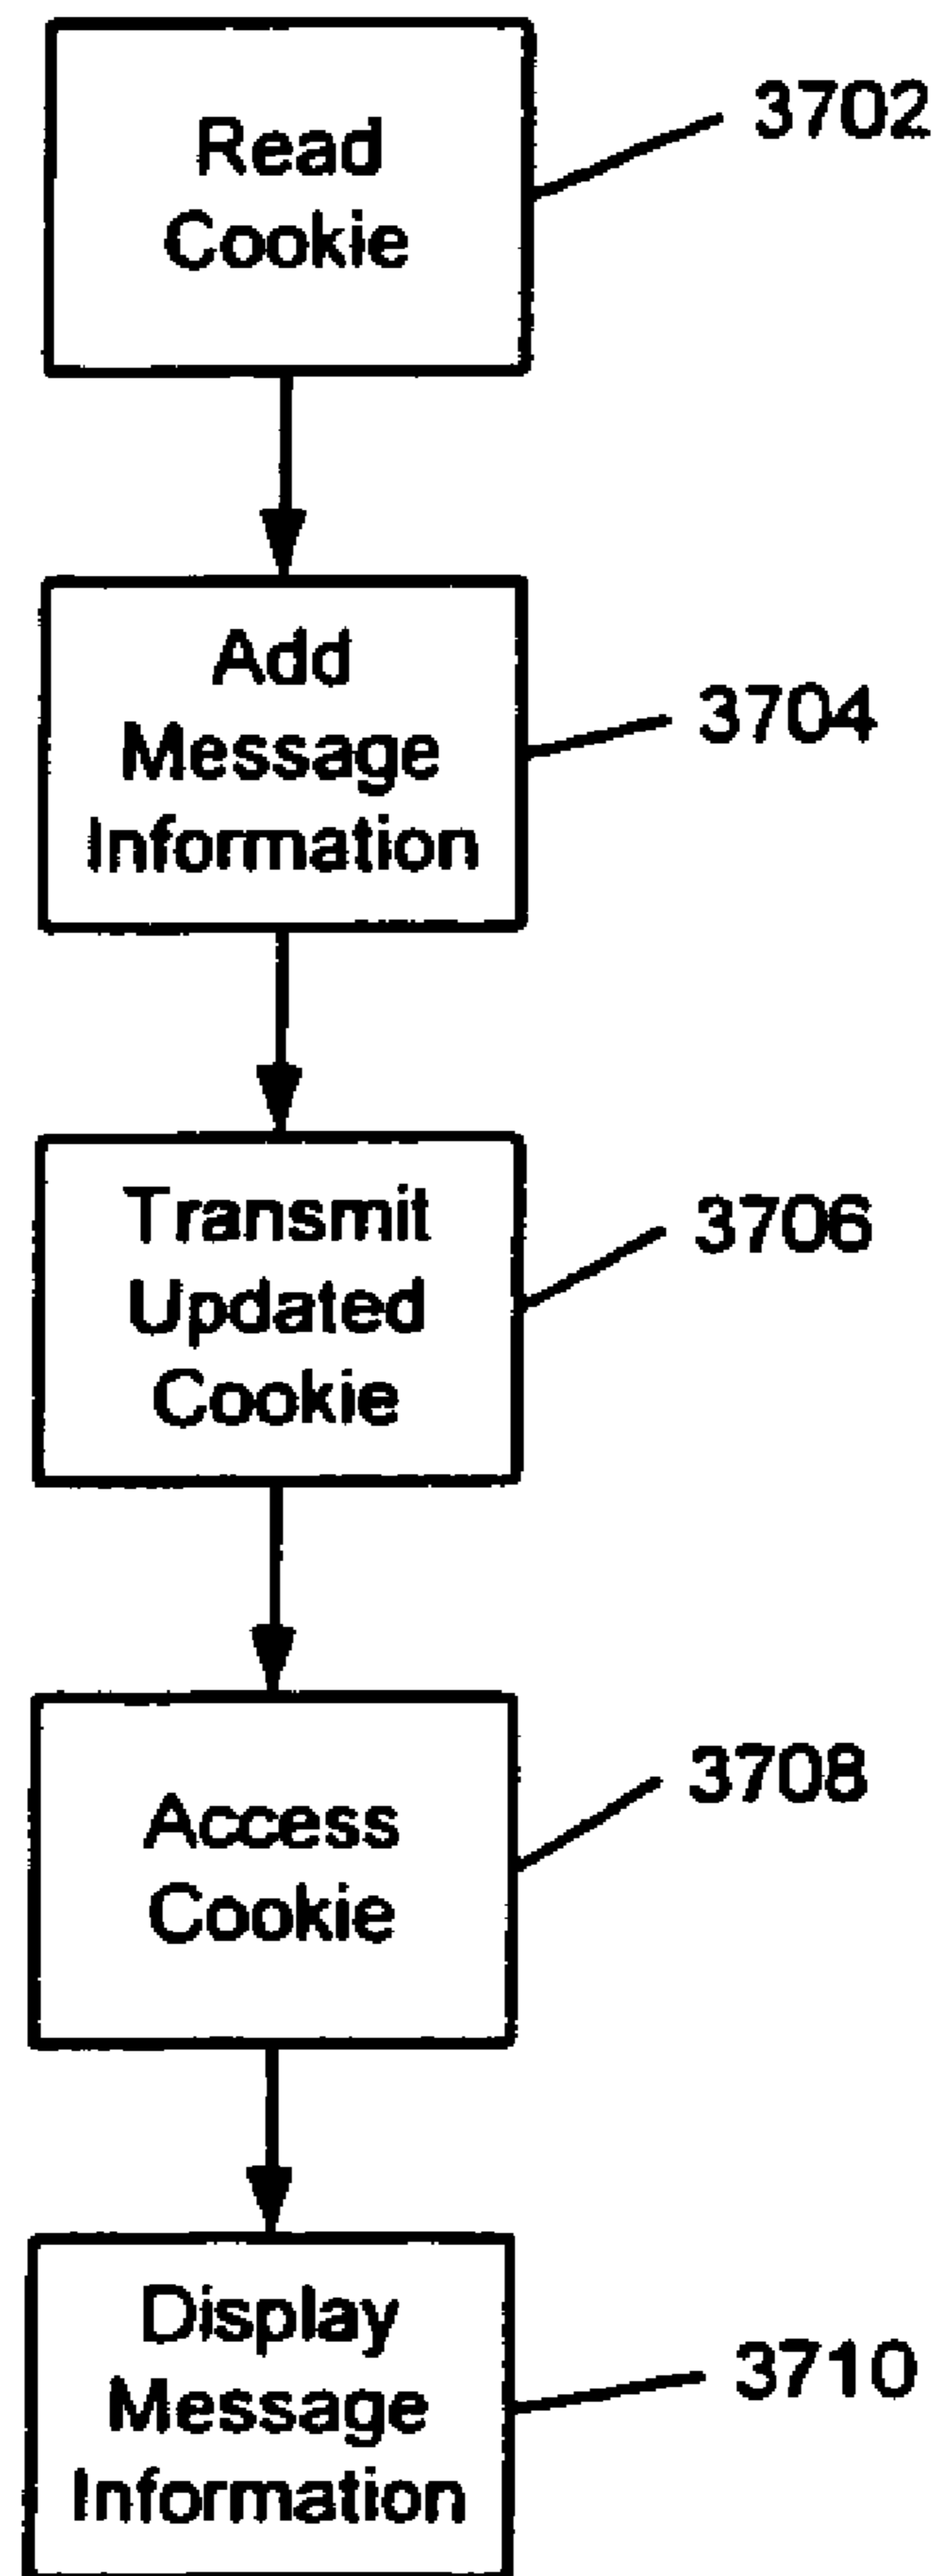 Read
Cookie
3702
Add
Message
Information
3704
Transmit
Updated
Cookie
3706
Access
Cookie
3708
Display
Message
Information
3710